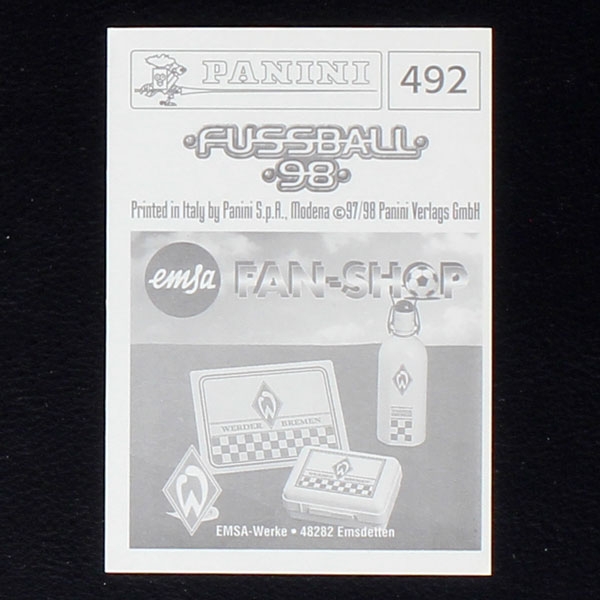 PANINI
492
FUSSBALL
98
Printed in Italy by Panini S.p.A., Modena ©97/98 Panini Verlags GmbH
emsa FAN-SHOP
WERDER BREMEN
EMSA-Werke • 48282 Emsdetten